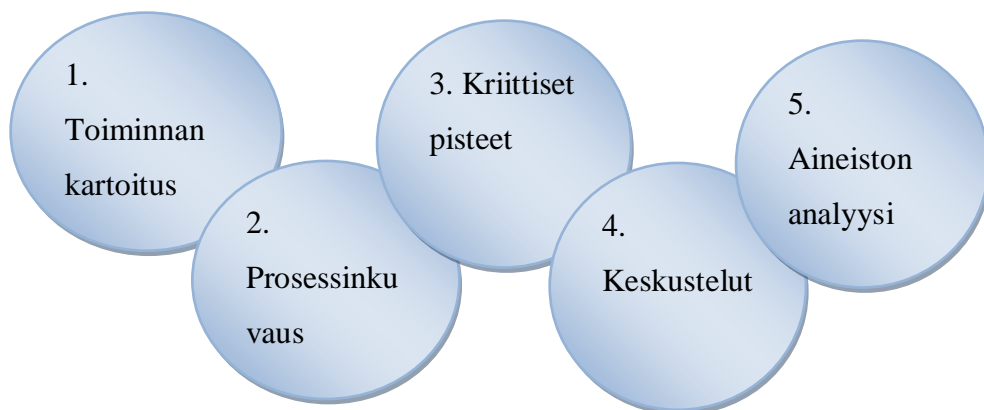 1.
Toiminnan
kartoitus
2.
Prosessinku
vaus
3. Kriittiset
pisteet
4.
Keskustelut
5.
Aineiston
analyysi